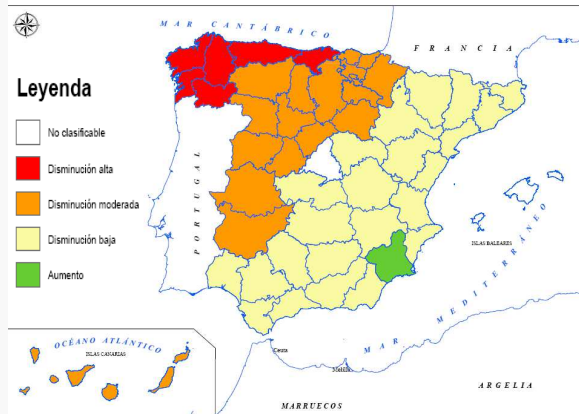 MAR CANTÁBRICO
FRANCIA
Leyenda
No clasificable
Disminución alta
Disminución moderada
Disminución baja
Aumento
PORTUGAL
ISLAS BALEARES
MAR MEDITERRÁNEO
OCÉANO ATLÁNTICO
ISLAS CANARIAS
Ceuta
Melilla
ARGELIA
MARRUECOS